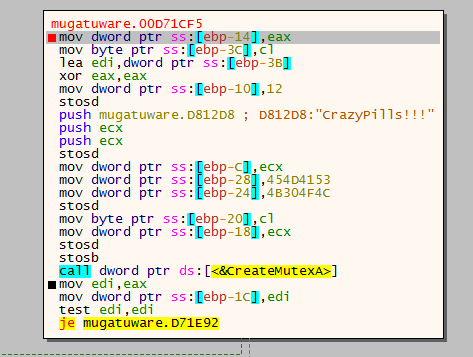 mugatuware.00D71CF5
mov dword ptr ss:[ebp-14],eax
mov byte ptr ss:[ebp-3C],cl
lea edi,dword ptr ss:[ebp-3B]
xor eax,eax
mov dword ptr ss:[ebp-10],12
stosd
push mugatuware.D812D8 ; D812D8:"CrazyPills!!!"
push ecx
push ecx
stosd
mov dword ptr ss:[ebp-C],ecx
mov dword ptr ss:[ebp-28],454D4153
mov dword ptr ss:[ebp-24],4B304F4C
stosd
mov byte ptr ss:[ebp-20],cl
mov dword ptr ss:[ebp-18],ecx
stosd
stosb
call dword ptr ds:[<&CreateMutexA>]
mov edi,eax
mov dword ptr ss:[ebp-1C],edi
test edi,edi
je mugatuware.D71E92